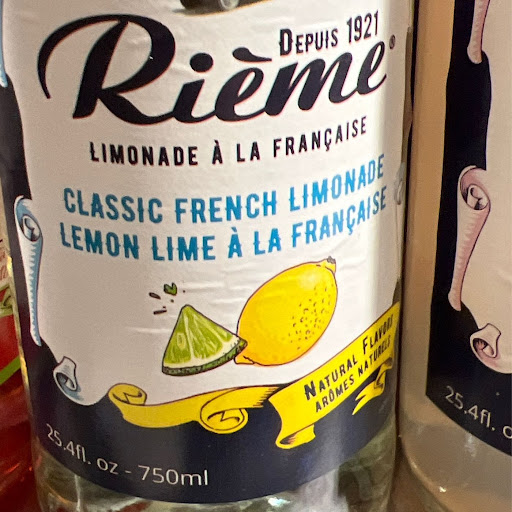 DEPUIS 1921
Rième®
LIMONADE À LA FRANÇAISE
CLASSIC FRENCH LIMONADE
LEMON LIME À LA FRANÇAISE
NATURAL FLAVORS
ARÔMES NATURELS
25.4fl. oz - 750ml
25.4fl. o